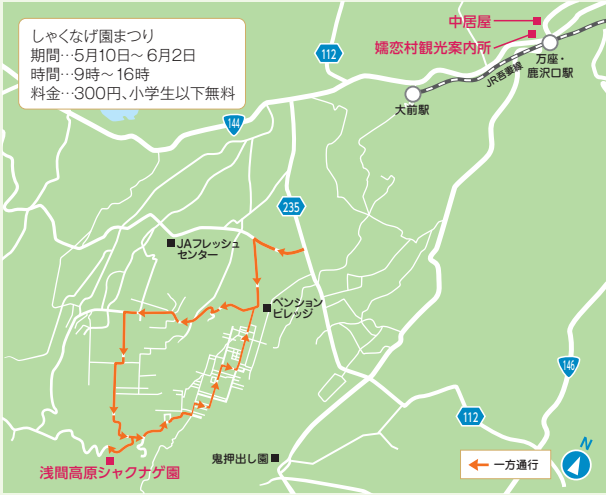 しゃくなげ園まつり
期間…5月10日～6月2日
時間…9時～16時
料金…300円、小学生以下無料
中居屋
嬬恋村観光案内所
万座・
鹿沢口駅
JR吾妻線
大前駅
112
144
235
JAフレッシュ
センター
ペンション
ビレッジ
146
112
鬼押出し園
浅間高原シャクナゲ園
一方通行
N